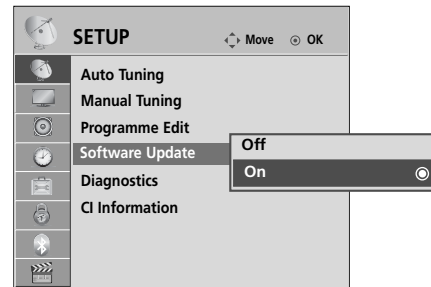 SETUP
Move OK
Auto Tuning
Manual Tuning
Programme Edit
Software Update
Off
On
Diagnostics
CI Information